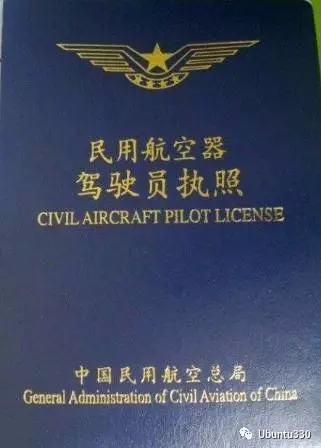 民用航空器
驾驶员执照
CIVIL AIRCRAFT PILOT LICENSE
中国民用航空总局
General Administration of Civil Aviation of China
Ubuntu330